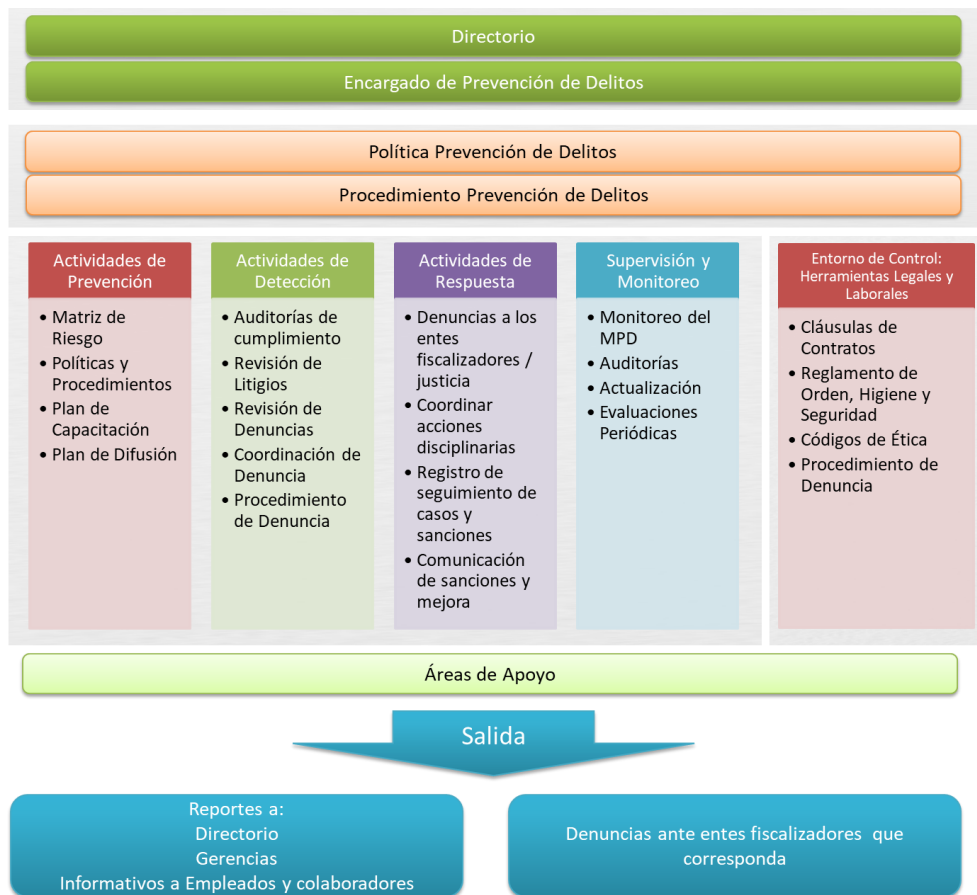 Directorio
Encargado de Prevención de Delitos
Política Prevención de Delitos
Procedimiento Prevención de Delitos
Actividades de
Prevención
• Matriz de
Riesgo
• Políticas y
Procedimientos
• Plan de
Capacitación
• Plan de Difusión
Actividades de
Detección
• Auditorías de
cumplimiento
• Revisión de
Litigios
• Revisión de
Denuncias
• Coordinación de
Denuncia
• Procedimiento
de Denuncia
Actividades de
Respuesta
• Denuncias a los
entes
fiscalizadores /
justicia
• Coordinar
acciones
disciplinarias
• Registro de
seguimiento de
casos y
sanciones
• Comunicación
de sanciones y
mejora
Supervisión y
Monitoreo
• Monitoreo del
MPD
• Auditorías
• Actualización
• Evaluaciones
Periódicas
Entorno de Control:
Herramientas Legales y
Laborales
• Cláusulas de
Contratos
• Reglamento de
Orden, Higiene y
Seguridad
• Códigos de Ética
• Procedimiento de
Denuncia
Áreas de Apoyo
Salida
Reportes a:
Directorio
Gerencias
Informativos a Empleados y colaboradores
Denuncias ante entes fiscalizadores que
corresponda